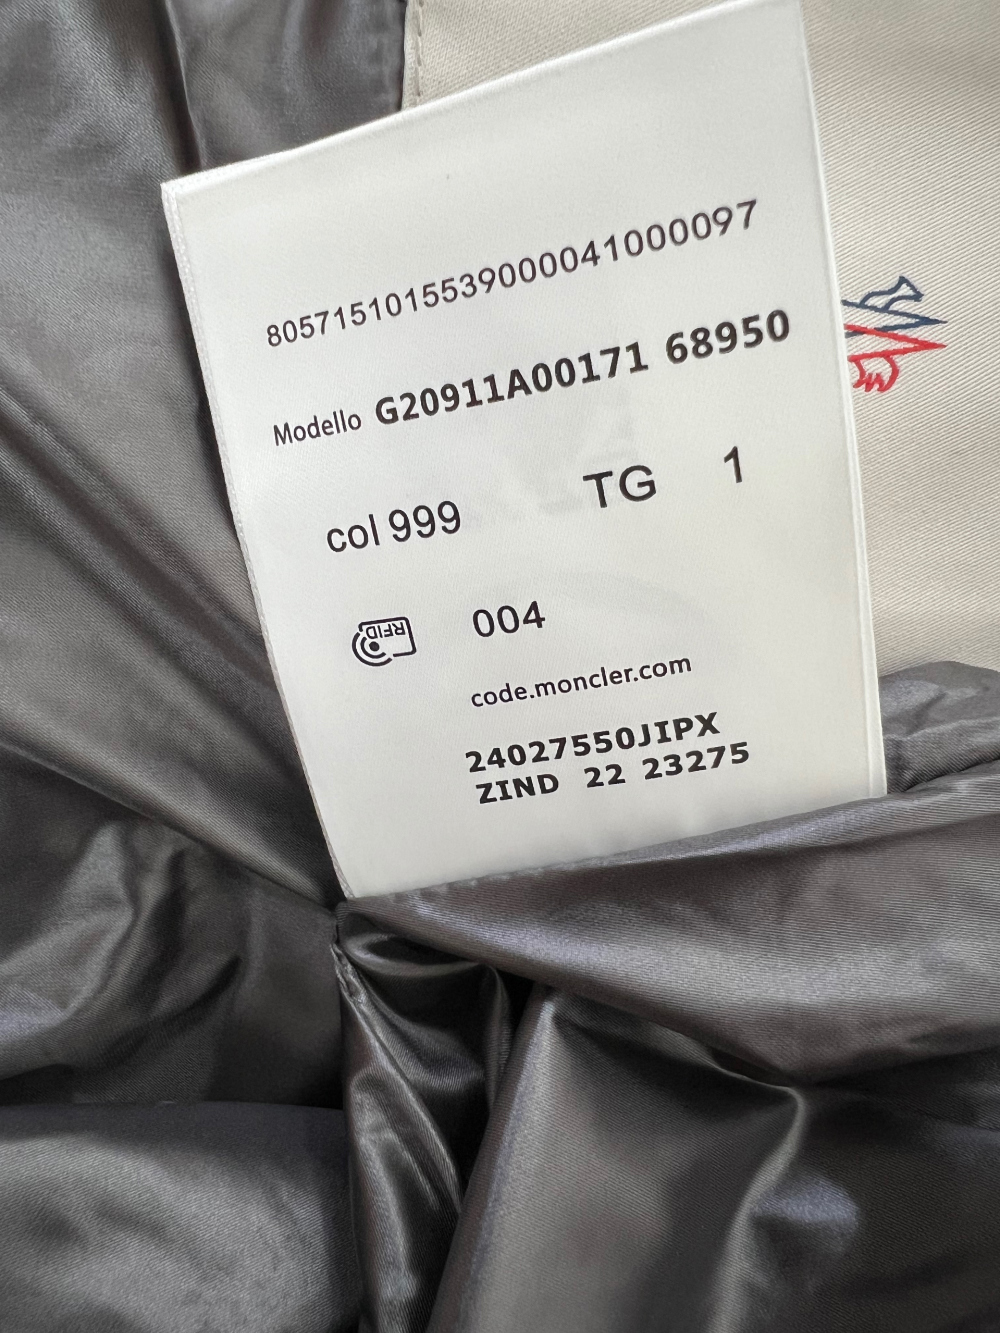 8057151015539000041000097
Modello G20911A00171 68950
col 999 TG 1
RFID 004
code.moncler.com
24027550JIPX
ZIND 22 23275